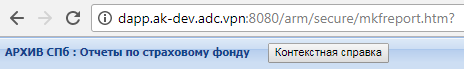 dapp.ak-dev.adc.vpn:8080/arm/secure/mkfreport.htm?
АРХИВ СПб : Отчеты по страховому фонду Контекстная справка